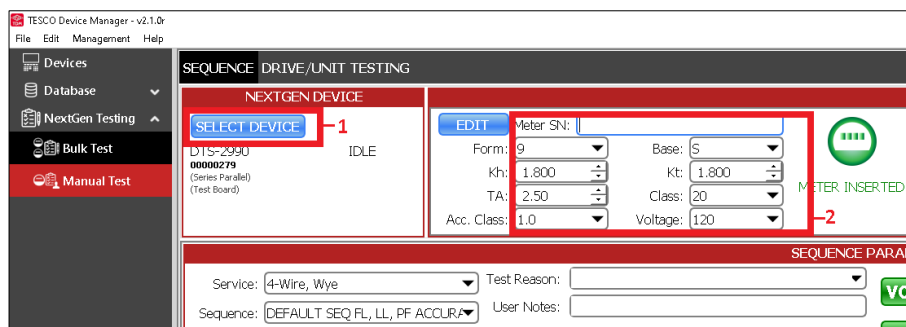 TESCO Device Manager - v2.1.0r
File Edit Management Help
Devices
Database
NextGen Testing
Bulk Test
Manual Test
SEQUENCE DRIVE/UNIT TESTING
NEXTGEN DEVICE
SELECT DEVICE
1
DTS-2990 IDLE
00000279
(Series Parallel)
(Test Board)
EDIT Meter SN:
Form: 9 Base: S
Kh: 1.800 Kt: 1.800
TA: 2.50 Class: 20
Acc. Class: 1.0 Voltage: 120
2
METER INSERTED
SEQUENCE PARA
Service: 4-Wire, Wye Test Reason:
Sequence: DEFAULT SEQ FL, LL, PF ACCURA User Notes:
VO